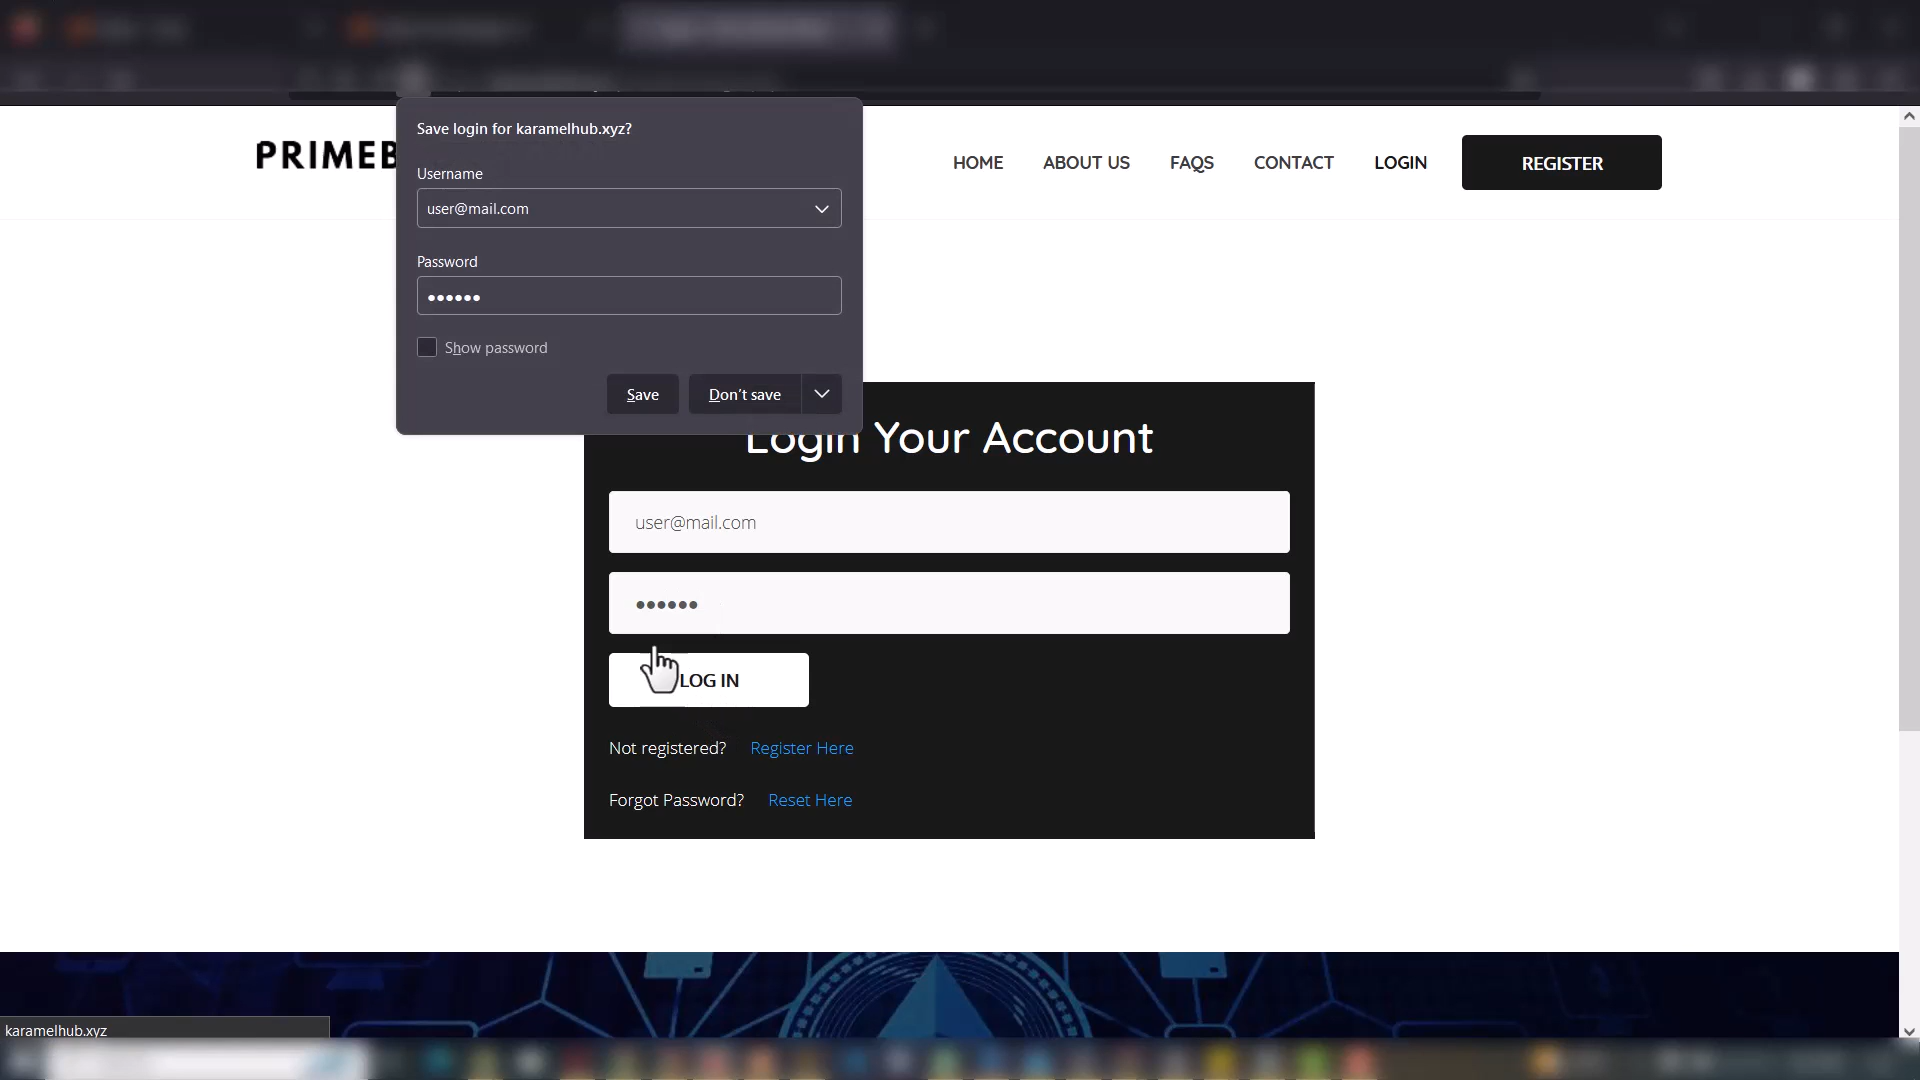 Save login for karamelhub.xyz?
Username
user@mail.com
Password
••••••
Show password
Save
Don't save
PRIMEB
HOME
ABOUT US
FAQS
CONTACT
LOGIN
REGISTER
Login Your Account
user@mail.com
••••••
LOG IN
Not registered? Register Here
Forgot Password? Reset Here
karamelhub.xyz